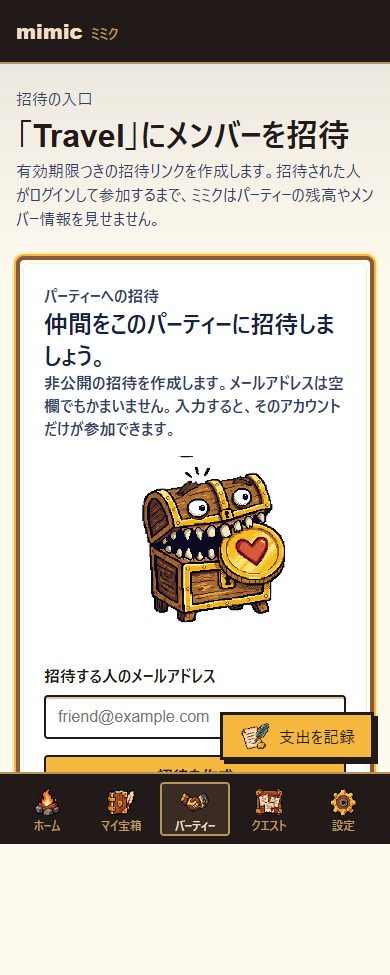 mimic ミミク
招待の入口
「Travel」にメンバーを招待
有効期限つきの招待リンクを作成します。招待された人
がログインして参加するまで、ミミクはパーティーの残高やメン
バー情報を見せません。
パーティーへの招待
仲間をこのパーティーに招待しま
しょう。
非公開の招待を作成します。メールアドレスは空
欄でもかまいません。入力すると、そのアカウント
だけが参加できます。
招待する人のメールアドレス
friend@example.com
支出を記録
ホーム
マイ宝箱
パーティー
クエスト
設定